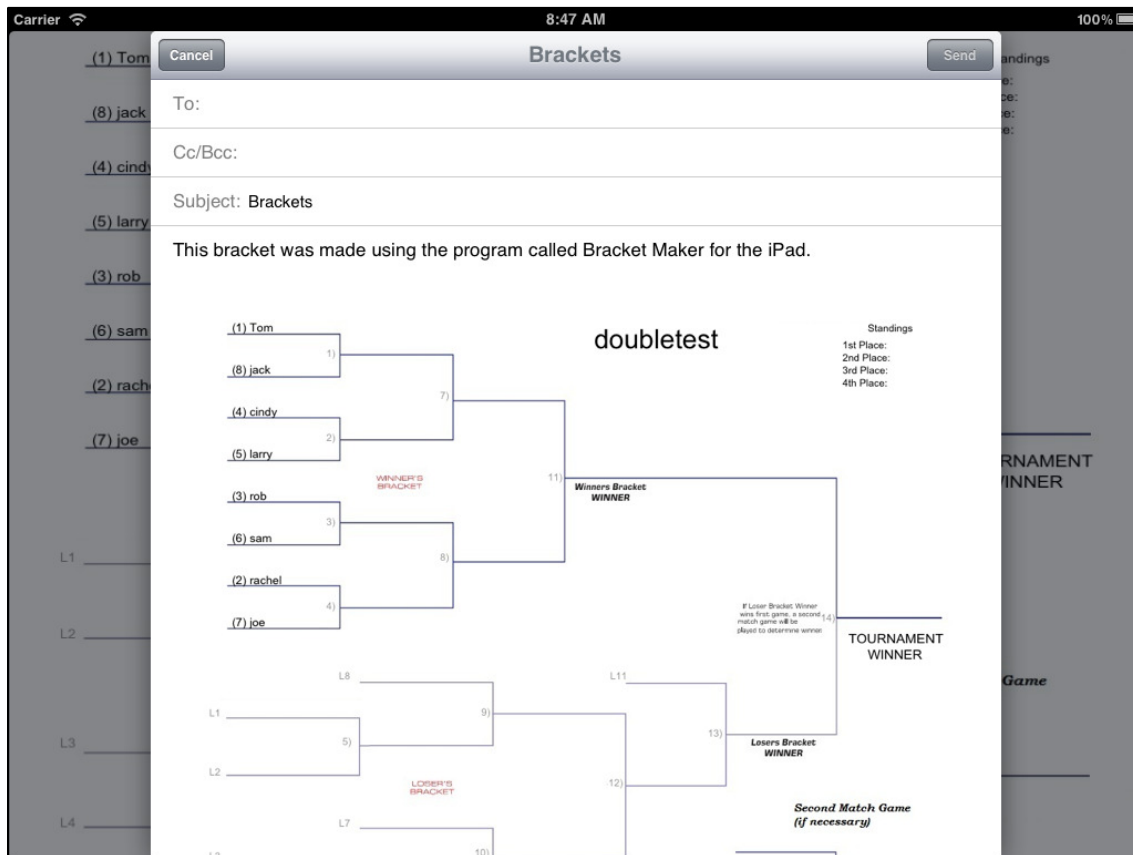 Carrier
8:47 AM
100%
Cancel
Brackets
Send
To:
Cc/Bcc:
Subject: Brackets
This bracket was made using the program called Bracket Maker for the iPad.
doubletest
Standings
1st Place:
2nd Place:
3rd Place:
4th Place:
(1) Tom
1)
(8) jack
7)
(4) cindy
2)
(5) larry
WINNER'S
BRACKET
11)
Winners Bracket
WINNER
(3) rob
3)
(6) sam
8)
(2) rachel
4)
(7) joe
If Loser Bracket Winner
wins first game, a second
match game will be
played to determine winner.
14)
TOURNAMENT
WINNER
L8
L11
L1
9)
5)
13)
Losers Bracket
WINNER
L2
LOSER'S
BRACKET
12)
Second Match Game
(if necessary)
L7
10)
(1) Tom
(8) jack
(4) cindy
(5) larry
(3) rob
(6) sam
(2) rach
(7) joe
L1
L2
L3
L4
andings
e:
ce:
e:
e:
RNAMENT
INNER
Game